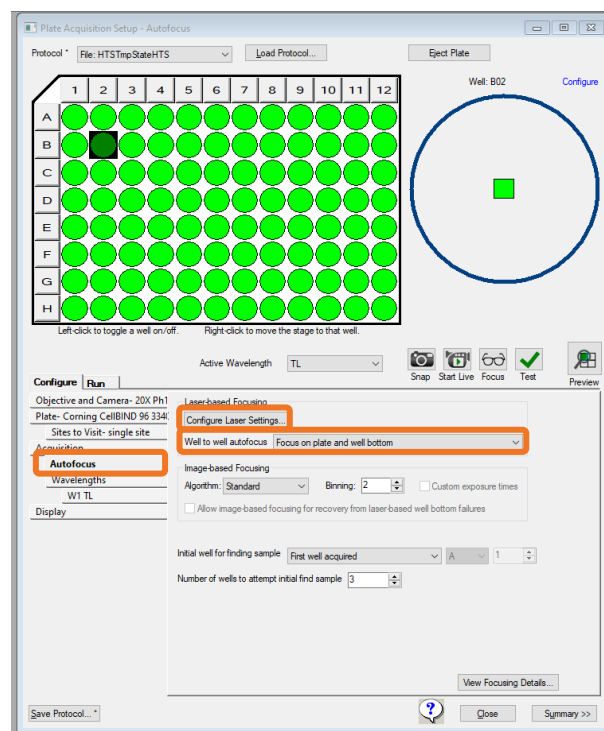 Plate Acquisition Setup - Autofocus
Protocol * File: HTSTmpStateHTS Load Protocol... Eject Plate
Well: B02 Configure
1 2 3 4 5 6 7 8 9 10 11 12
A
B
C
D
E
F
G
H
Left-click to toggle a well on/off. Right-click to move the stage to that well.
Active Wavelength TL
Snap Start Live Focus Test Preview
Configure Run
Objective and Camera- 20X Ph1
Plate- Corning CellBIND 96 334
Sites to Visit- single site
Acquisition
Autofocus
Wavelengths
W1 TL
Display
Laser-based Focusing
Configure Laser Settings...
Well to well autofocus Focus on plate and well bottom
Image-based Focusing
Algorithm: Standard Binning: 2 Custom exposure times
Allow image-based focusing for recovery from laser-based well bottom failures
Initial well for finding sample First well acquired A 1
Number of wells to attempt initial find sample 3
View Focusing Details...
Save Protocol... * ? Close Summary >>